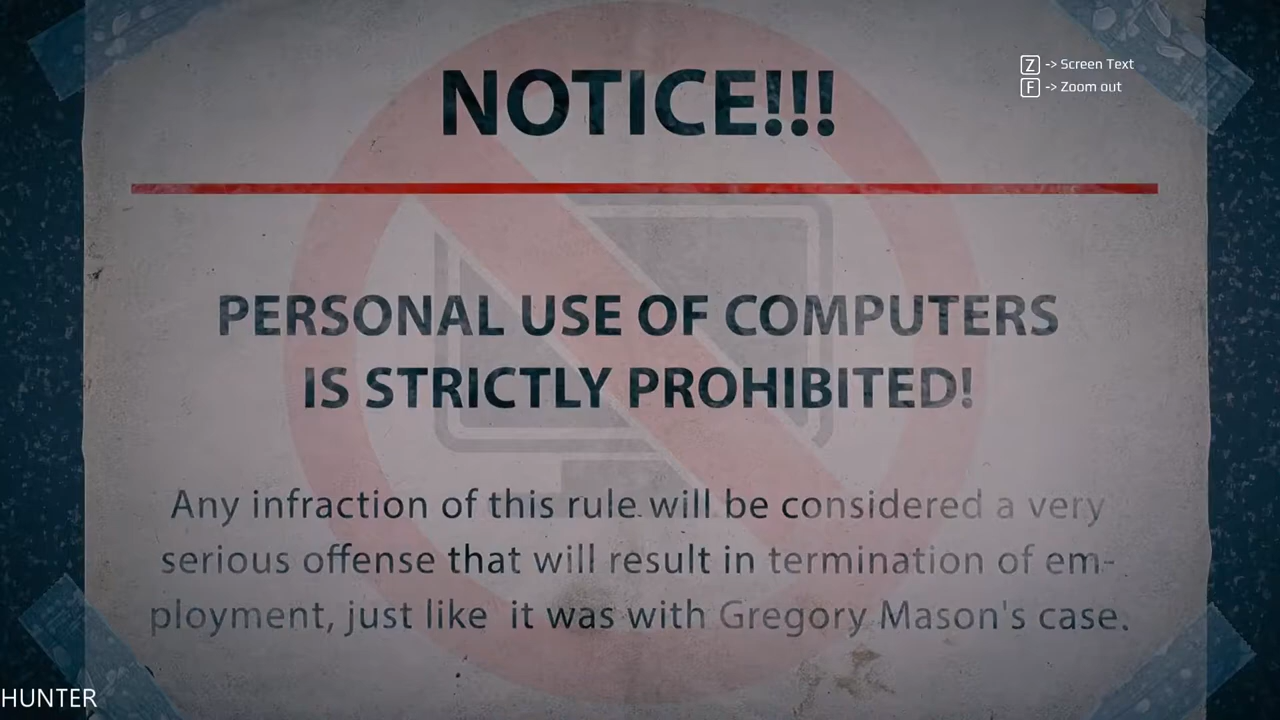 NOTICE!!!
Z -> Screen Text
F -> Zoom out
PERSONAL USE OF COMPUTERS
IS STRICTLY PROHIBITED!
Any infraction of this rule will be considered a very
serious offense that will result in termination of em-
ployment, just like it was with Gregory Mason's case.
HUNTER